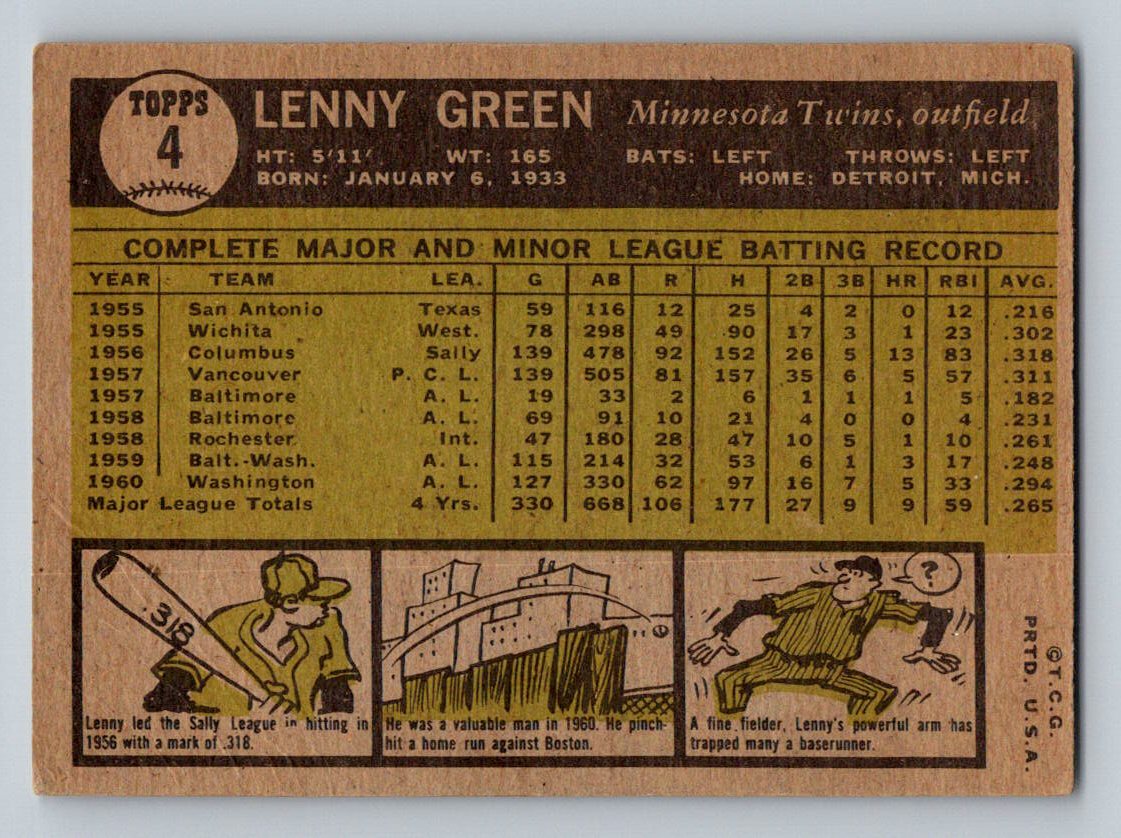 TOPPS
4
LENNY GREEN Minnesota Twins, outfield
HT: 5'11' WT: 165 BATS: LEFT THROWS: LEFT
BORN: JANUARY 6, 1933 HOME: DETROIT, MICH.
COMPLETE MAJOR AND MINOR LEAGUE BATTING RECORD
YEAR TEAM LEA. G AB R H 2B 3B HR RBI AVG.
1955 San Antonio Texas 59 116 12 25 4 2 0 12 .216
1955 Wichita West. 78 298 49 90 17 3 1 23 .302
1956 Columbus Sally 139 478 92 152 26 5 13 83 .318
1957 Vancouver P. C. L. 139 505 81 157 35 6 5 57 .311
1957 Baltimore A. L. 19 33 2 6 1 1 1 5 .182
1958 Baltimore A. L. 69 91 10 21 4 0 0 4 .231
1958 Rochester Int. 47 180 28 47 10 5 1 10 .261
1959 Balt.-Wash. A. L. 115 214 32 53 6 1 3 17 .248
1960 Washington A. L. 127 330 62 97 16 7 5 33 .294
Major League Totals 4 Yrs. 330 668 106 177 27 9 9 59 .265
.318
Lenny led the Sally League in hitting in
1956 with a mark of .318.
He was a valuable man in 1960. He pinch-
hit a home run against Boston.
?
A fine fielder, Lenny's powerful arm has
trapped many a baserunner.
©T.C.G.
PRTD. U.S.A.